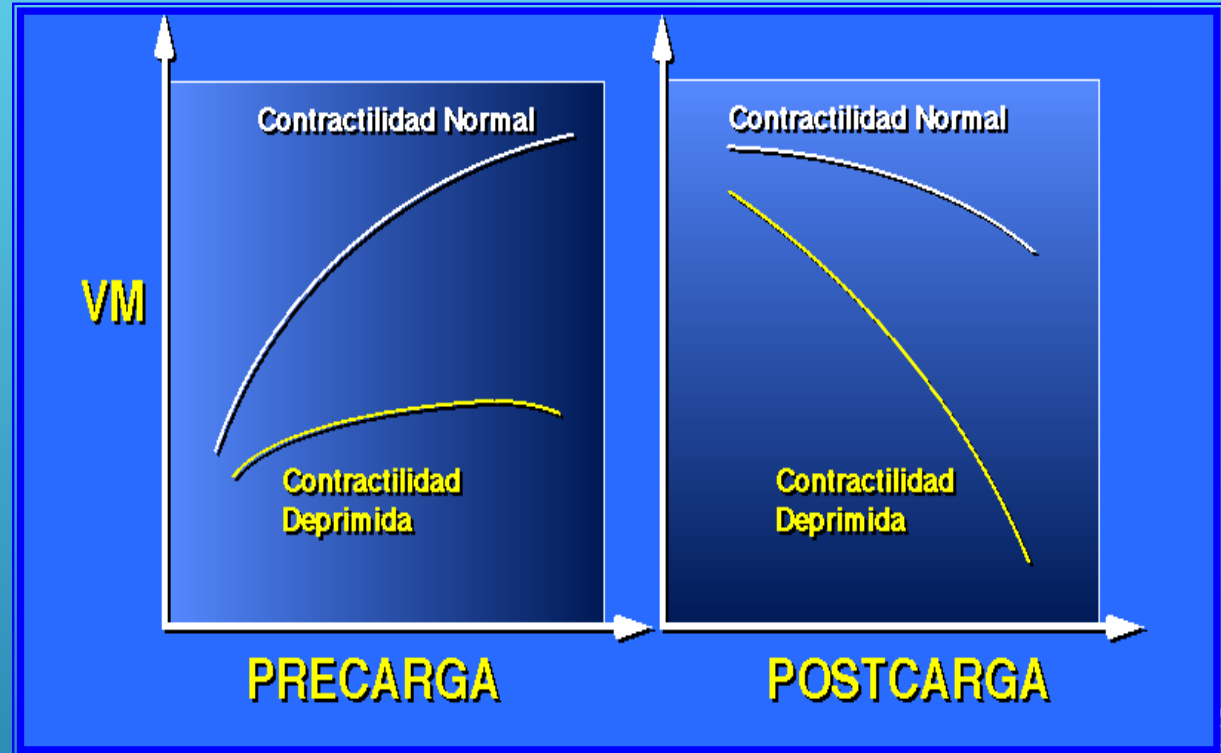 Contractilidad Normal
VM
Contractilidad
Deprimida
PRECARGA
Contractilidad Normal
Contractilidad
Deprimida
POSTCARGA